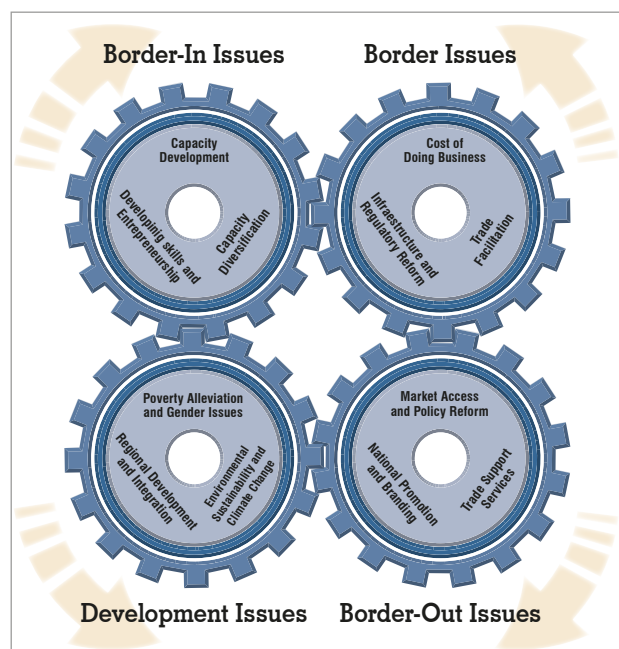 Border-In Issues
Border Issues
Capacity
Development
Developinig skills and
Entrepreneurship
Capacity
Diversification
Cost of
Doing Business
Infraestructure and
Regulatory Reform
Trade
Facilitation
Poverty Alleviation
and Gender Issues
Regional Development
and Integration
Environmental
Sustainability and
Climate Change
Market Access
and Policy Reform
National Promotion
and Branding
Trade Support
Services
Development Issues
Border-Out Issues